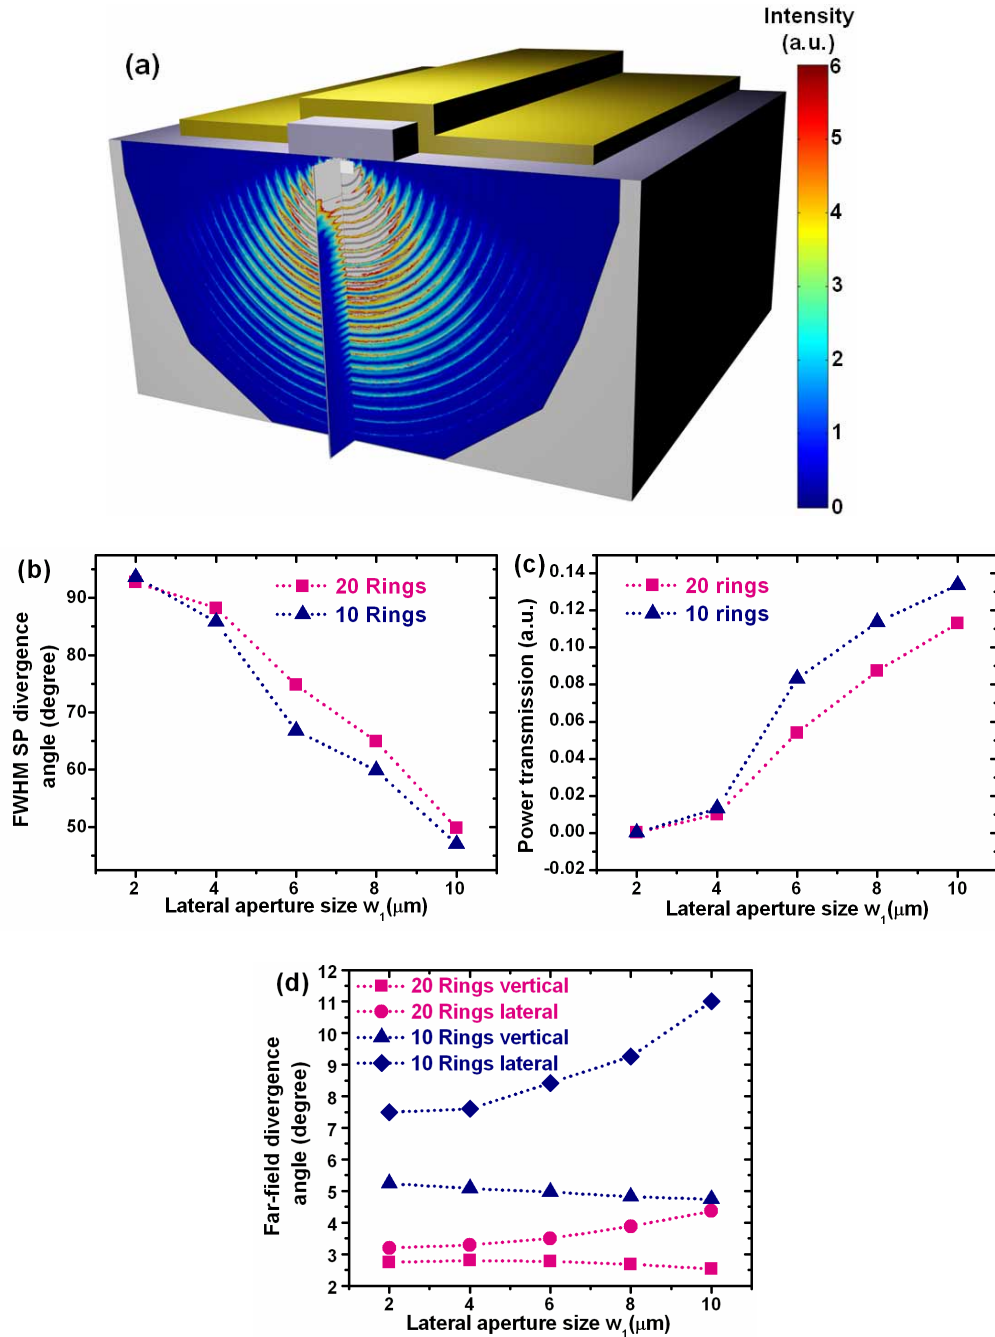 Intensity
(a.u.)
(a)
6
5
4
3
2
1
0
(b)
20 Rings
10 Rings
90
80
70
60
50
FWHM SP divergence
angle (degree)
2 4 6 8 10
Lateral aperture size w1(μm)
(c)
20 rings
10 rings
0.14
0.12
0.10
0.08
0.06
0.04
0.02
0.00
-0.02
Power transmission (a.u.)
2 4 6 8 10
Lateral aperture size w1(μm)
(d)
20 Rings vertical
20 Rings lateral
10 Rings vertical
10 Rings lateral
12
11
10
9
8
7
6
5
4
3
2
Far-field divergence
angle (degree)
2 4 6 8 10
Lateral aperture size w1(μm)